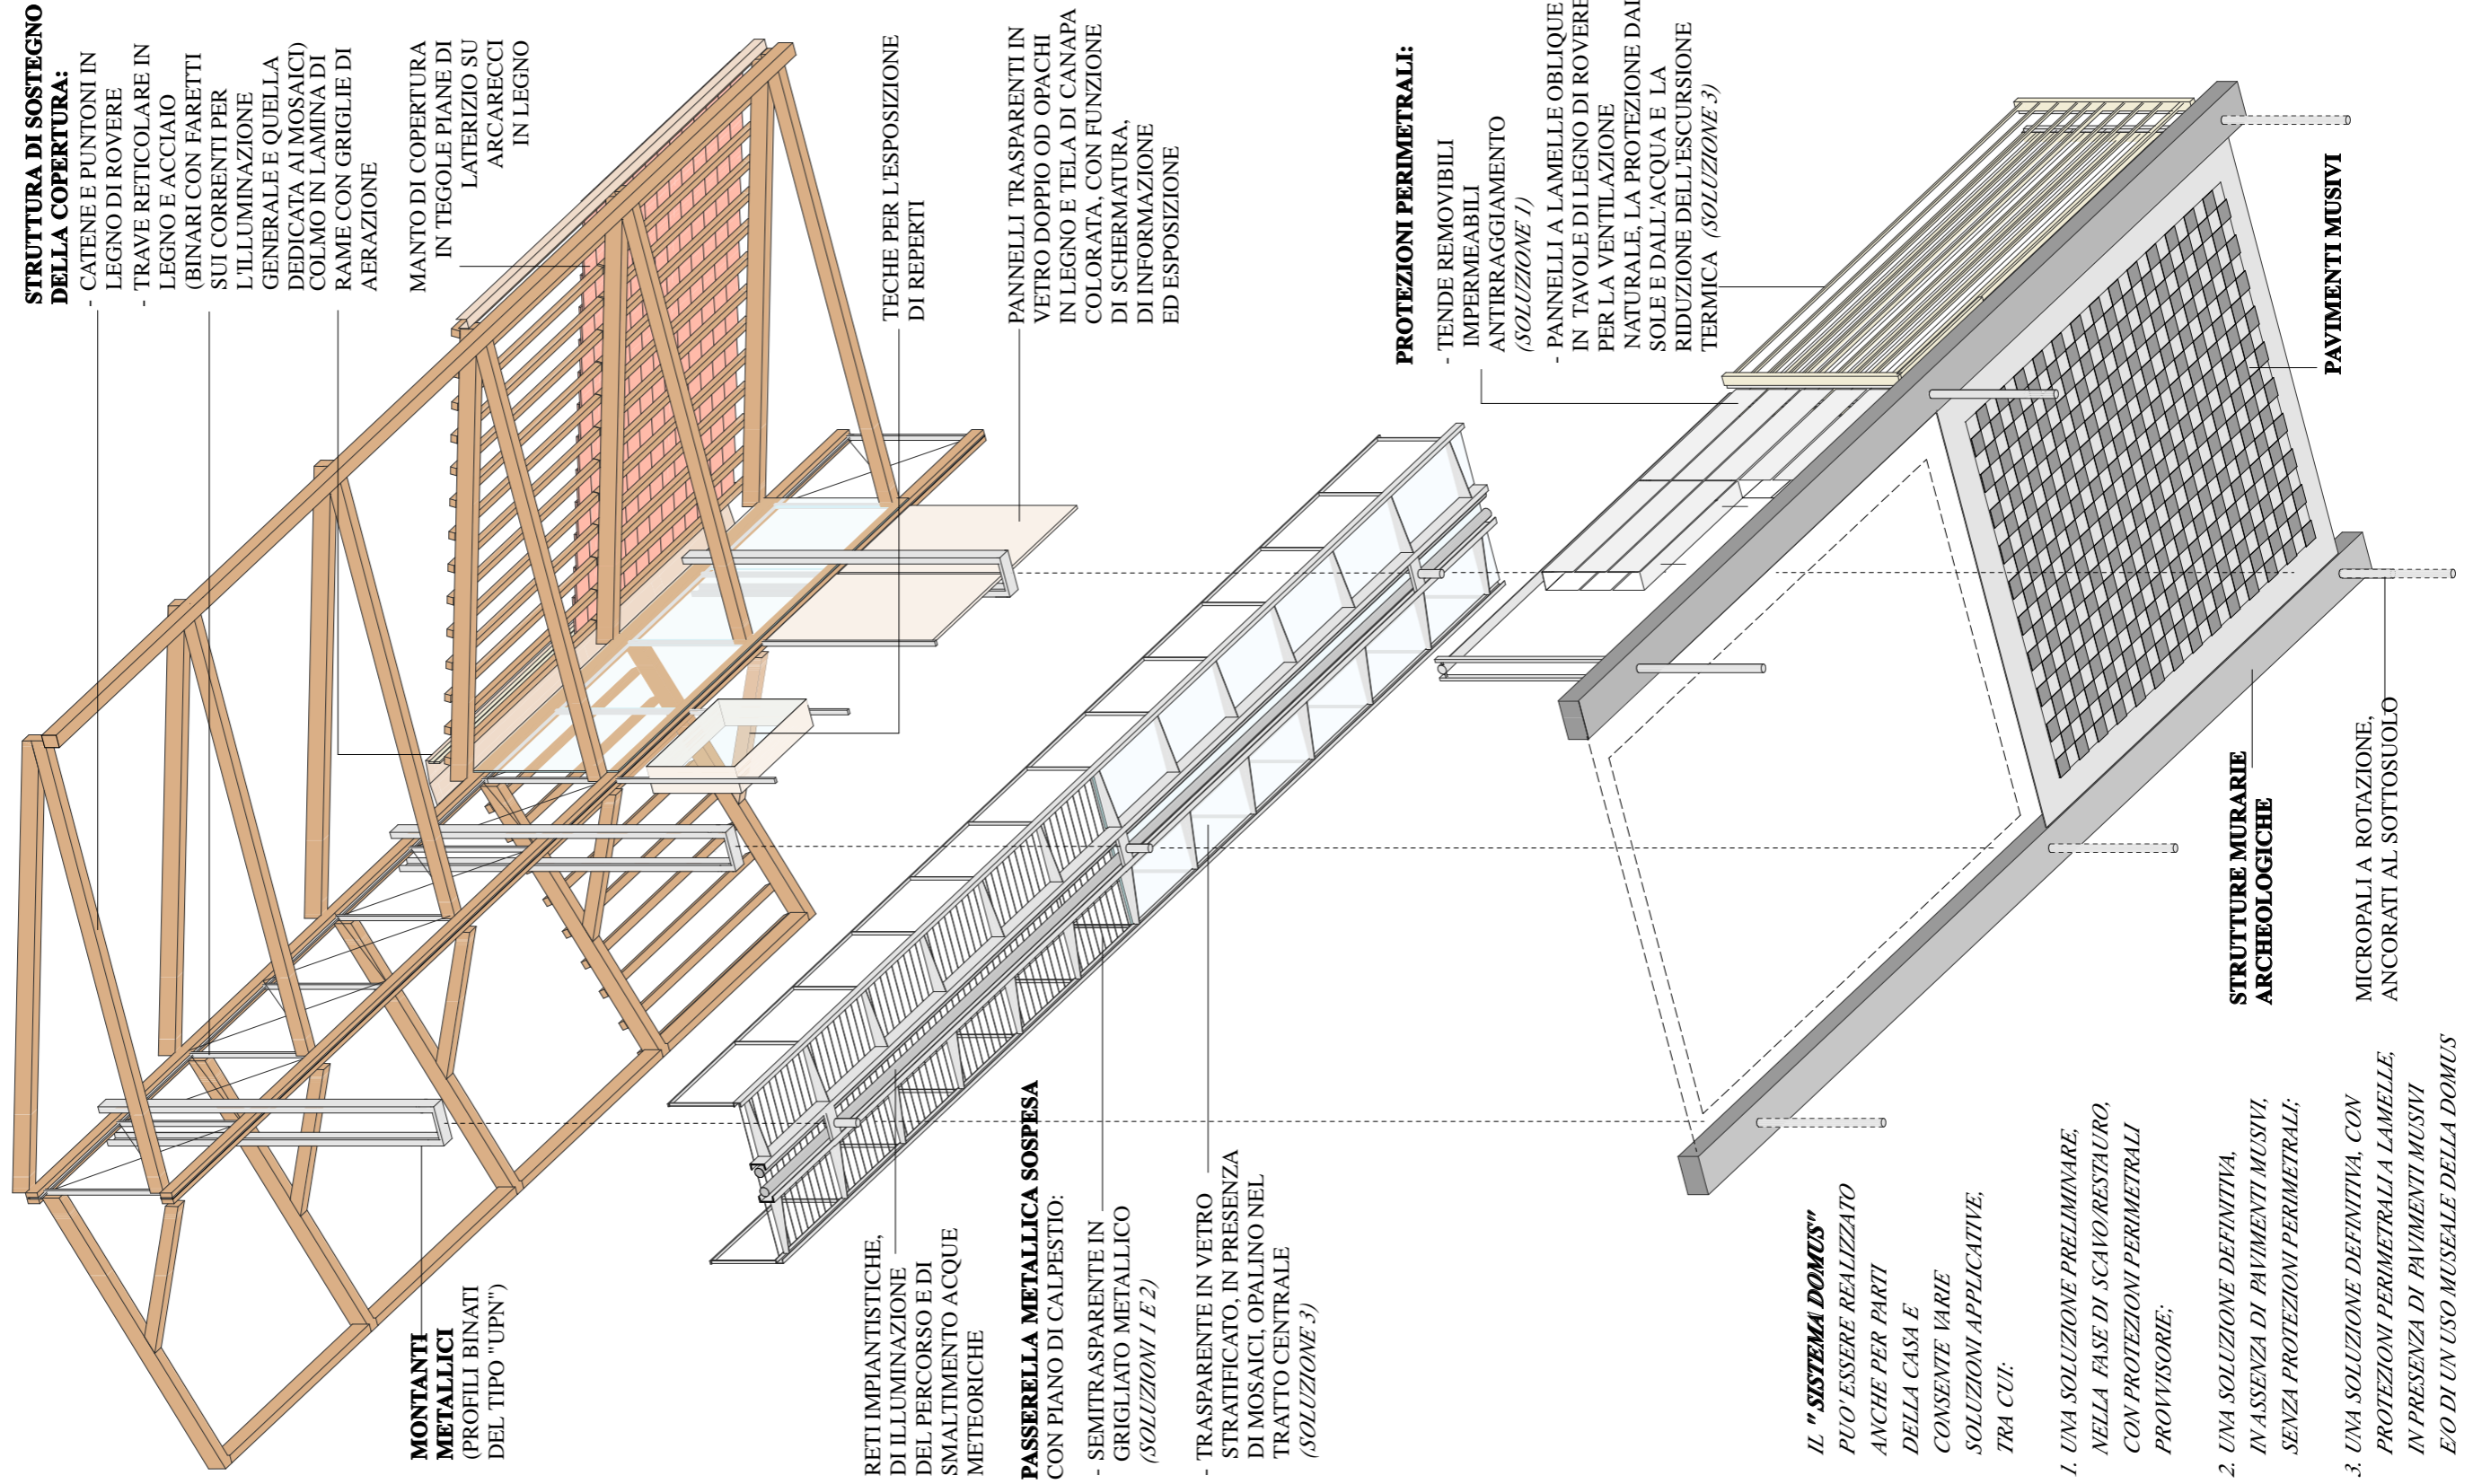 STRUTTURA DI SOSTEGNO
DELLA COPERTURA:
- CATENE E PUNTONI IN
LEGNO DI ROVERE
- TRAVE RETICOLARE IN
LEGNO E ACCIAIO
(BINARI CON FARETTI
SUI CORRENTI PER
L'ILLUMINAZIONE
GENERALE E QUELLA
DEDICATA AI MOSAICI)
COLMO IN LAMINA DI
RAME CON GRIGLIE DI
AERAZIONE
MANTO DI COPERTURA
IN TEGOLE PIANE DI
LATERIZIO SU
ARCARECCI
IN LEGNO
TECHE PER L'ESPOSIZIONE
DI REPERTI
PANNELLI TRASPARENTI IN
VETRO DOPPIO OD OPACHI
IN LEGNO E TELA DI CANAPA
COLORATA, CON FUNZIONE
DI SCHERMATURA,
DI INFORMAZIONE
ED ESPOSIZIONE
PROTEZIONI PERIMETRALI:
- TENDE REMOVIBILI
IMPERMEABILI
ANTIRAGGIAMENTO
(SOLUZIONE 1)
- PANNELLI A LAMELLE OBLIQUE
IN TAVOLE DI LEGNO DI ROVERE
PER LA VENTILAZIONE
NATURALE, LA PROTEZIONE DAL
SOLE E DALL'ACQUA E LA
RIDUZIONE DELL'ESCURSIONE
TERMICA (SOLUZIONE 3)
PAVIMENTI MUSIVI
MONTANTI
METALLICI
(PROFILI BINATI
DEL TIPO "UPN")
RETI IMPIANTISTICHE,
DI ILLUMINAZIONE
DEL PERCORSO E DI
SMALTIMENTO ACQUE
METEORICHE
PASSERELLA METALLICA SOSPESA
CON PIANO DI CALPESTIO:
- SEMITRASPARENTE IN
GRIGLIATO METALLICO
(SOLUZIONI 1 E 2)
- TRASPARENTE IN VETRO
STRATIFICATO, IN PRESENZA
DI MOSAICI, OPALINO NEL
TRATTO CENTRALE
(SOLUZIONE 3)
STRUTTURE MURARIE
ARCHEOLOGICHE
MICROPALI A ROTAZIONE,
ANCORATI AL SOTTOSUOLO
IL "SISTEMA DOMUS"
PUO' ESSERE REALIZZATO
ANCHE PER PARTI
DELLA CASA E
CONSENTE VARIE
SOLUZIONI APPLICATIVE,
TRA CUI:
1. UNA SOLUZIONE PRELIMINARE,
NELLA FASE DI SCAVO/RESTAURO,
CON PROTEZIONI PERIMETRALI
PROVVISORIE;
2. UNA SOLUZIONE DEFINITIVA,
IN ASSENZA DI PAVIMENTI MUSIVI,
SENZA PROTEZIONI PERIMETRALI;
3. UNA SOLUZIONE DEFINITIVA, CON
PROTEZIONI PERIMETRALI A LAMELLE,
IN PRESENZA DI PAVIMENTI MUSIVI
E/O DI UN USO MUSEALE DELLA DOMUS